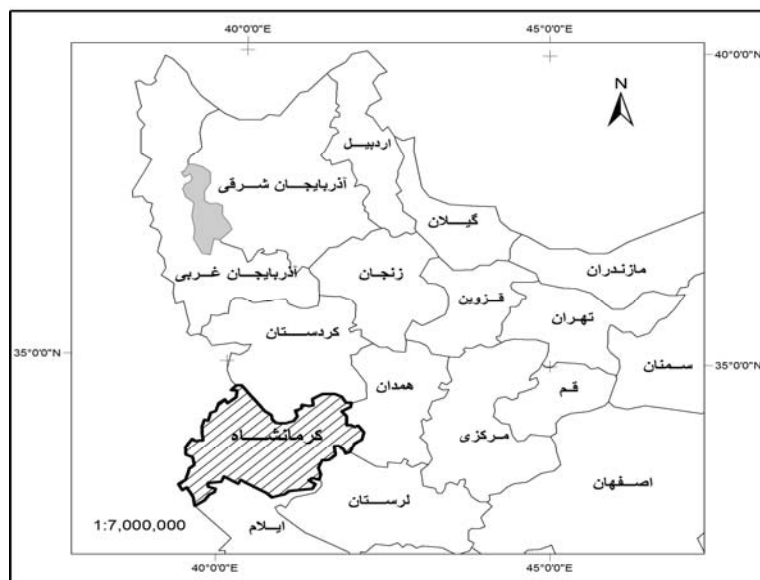 40°0'0"E
45°0'0"E
40°0'0"N
N
اردبیل
آذربایجان شرقی
گیلان
مازندران
آذربایجان غربی
زنجان
قزوین
تهران
کردستان
35°0'0"N
سمنان
35°0'0"N
همدان
قم
کرمانشاه
مرکزی
اصفهان
لرستان
ایلام
1:7,000,000
40°0'0"E
45°0'0"E